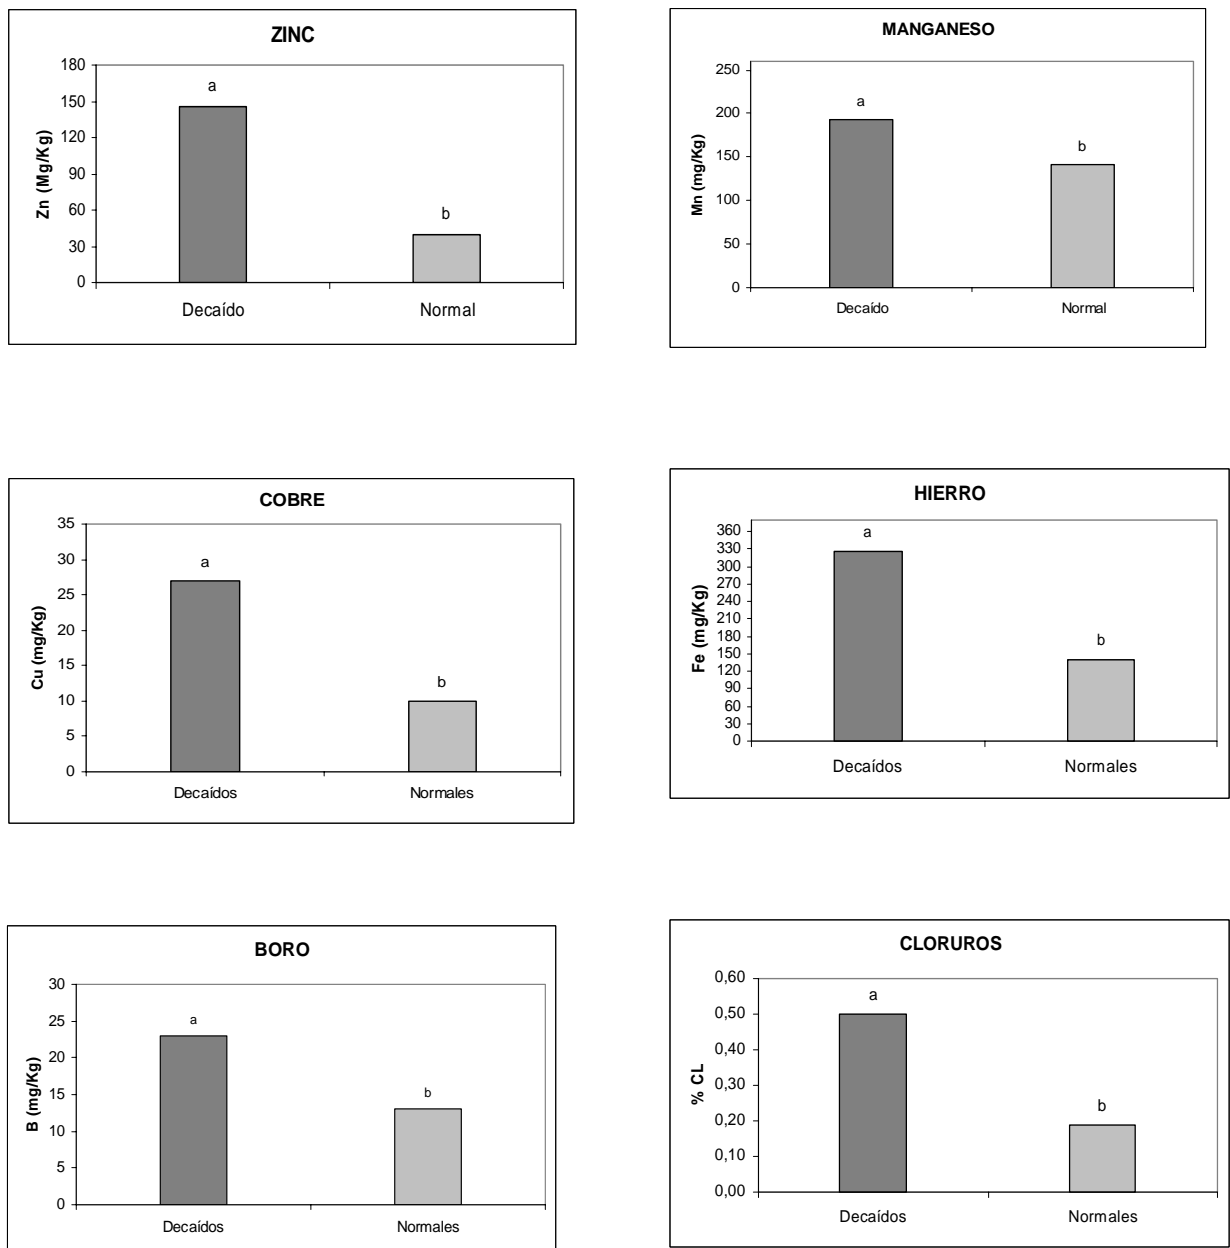 ZINC
Zn (Mg/Kg)
180
150
120
90
60
30
0
a
b
Decaído
Normal
MANGANESO
Mn (mg/Kg)
250
200
150
100
50
0
a
b
Decaído
Normal
COBRE
Cu (mg/Kg)
35
30
25
20
15
10
5
0
a
b
Decaídos
Normales
HIERRO
Fe (mg/Kg)
360
330
300
270
240
210
180
150
120
90
60
30
0
a
b
Decaídos
Normales
BORO
B (mg/Kg)
30
25
20
15
10
5
0
a
b
Decaídos
Normales
CLORUROS
% CL
0,60
0,50
0,40
0,30
0,20
0,10
0,00
a
b
Decaídos
Normales